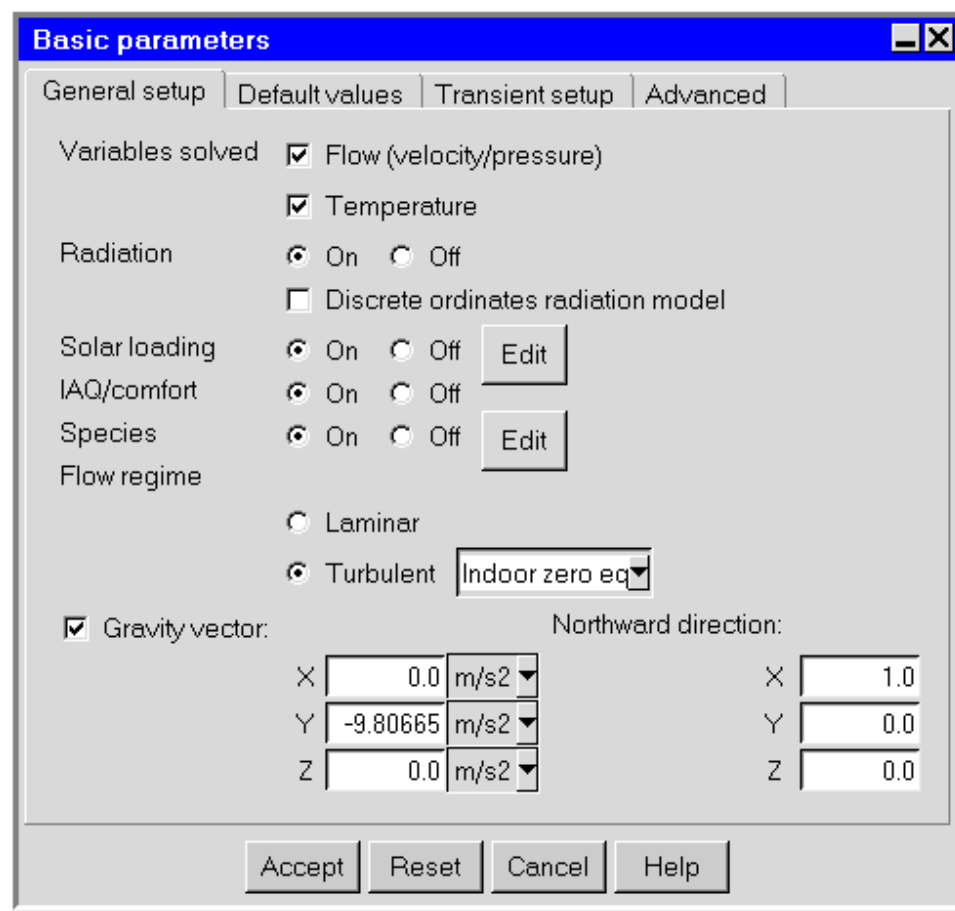 Basic parameters
General setup Default values Transient setup Advanced
Variables solved Flow (velocity/pressure)
Temperature
Radiation On Off
Discrete ordinates radiation model
Solar loading On Off Edit
IAQ/comfort On Off
Species On Off Edit
Flow regime
Laminar
Turbulent Indoor zero eq
Gravity vector: Northward direction:
X 0.0 m/s2 X 1.0
Y -9.80665 m/s2 Y 0.0
Z 0.0 m/s2 Z 0.0
Accept Reset Cancel Help